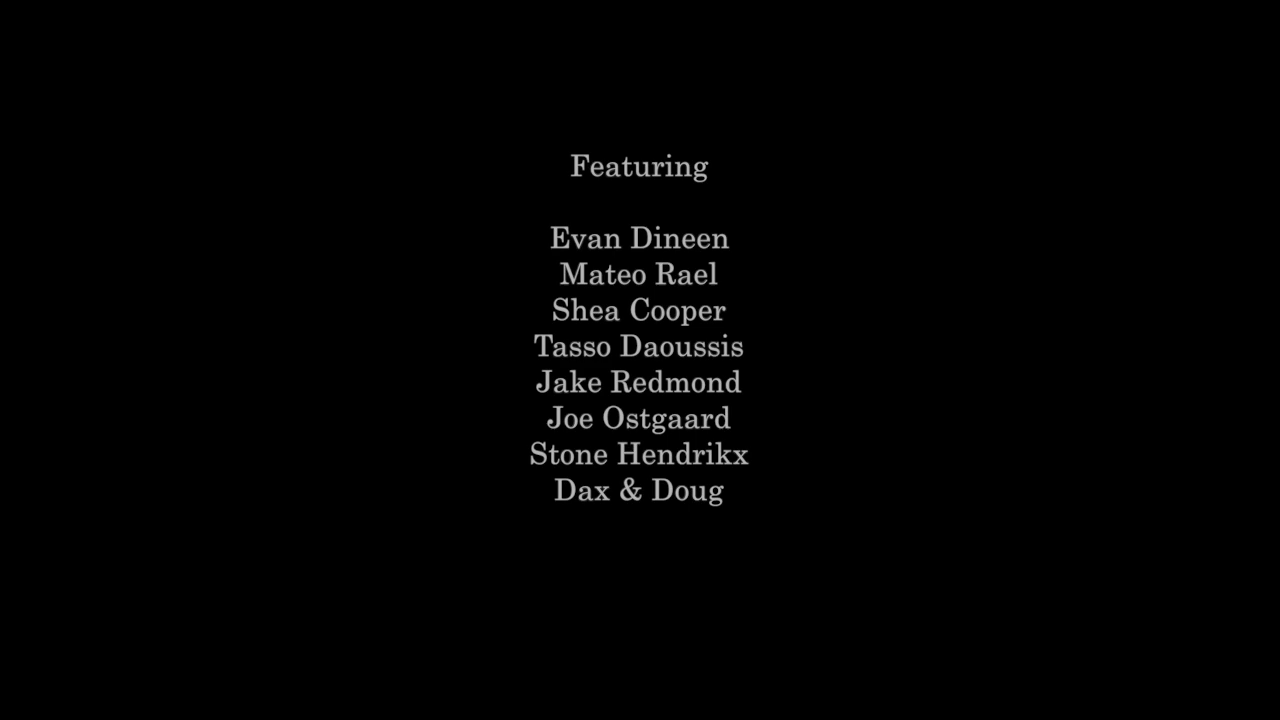 Featuring
Evan Dineen
Mateo Rael
Shea Cooper
Tasso Daoussis
Jake Redmond
Joe Ostgaard
Stone Hendrikx
Dax & Doug